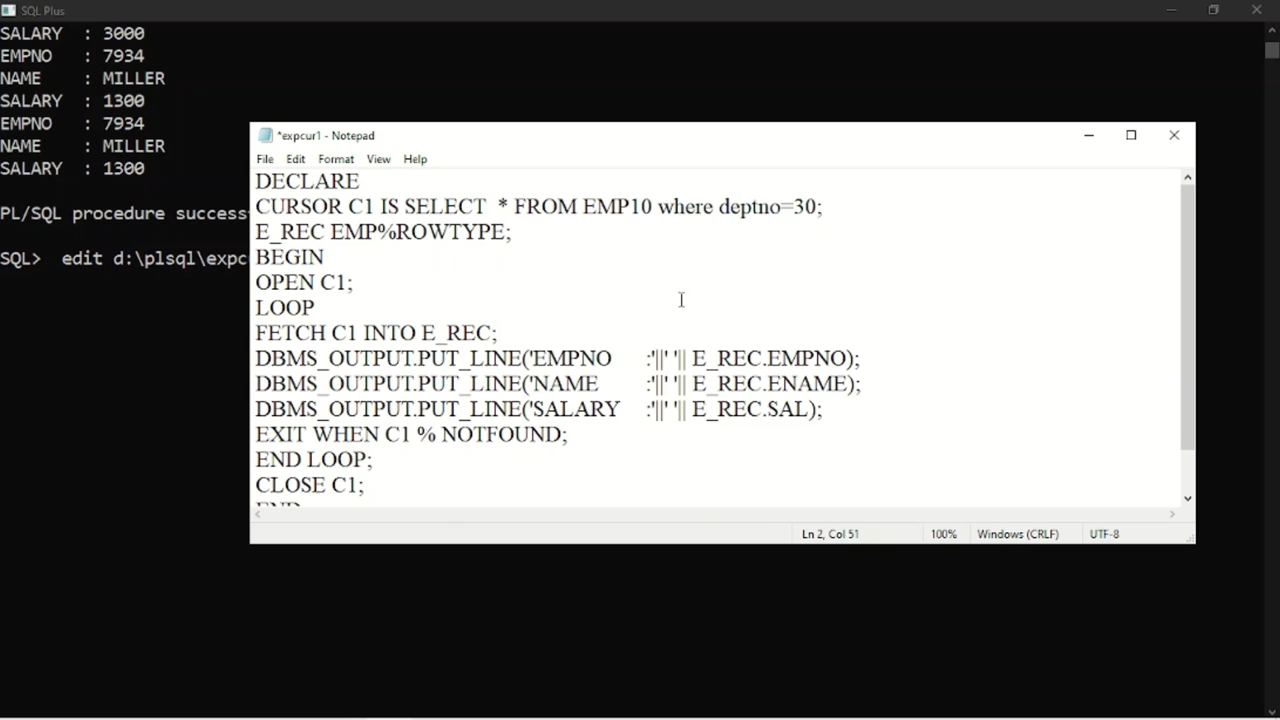 SQL Plus
SALARY  : 3000
EMPNO   : 7934
NAME    : MILLER
SALARY  : 1300
EMPNO   : 7934
NAME    : MILLER
SALARY  : 1300
PL/SQL procedure success
SQL>  edit d:\plsql\expc
*expcur1 - Notepad
File Edit Format View Help
DECLARE
CURSOR C1 IS SELECT  * FROM EMP10 where deptno=30;
E_REC EMP%ROWTYPE;
BEGIN
OPEN C1;
LOOP
FETCH C1 INTO E_REC;
DBMS_OUTPUT.PUT_LINE('EMPNO     :'||' '|| E_REC.EMPNO);
DBMS_OUTPUT.PUT_LINE('NAME     :'||' '|| E_REC.ENAME);
DBMS_OUTPUT.PUT_LINE('SALARY     :'||' '|| E_REC.SAL);
EXIT WHEN C1 % NOTFOUND;
END LOOP;
CLOSE C1;
END
Ln 2, Col 51 100% Windows (CRLF) UTF-8